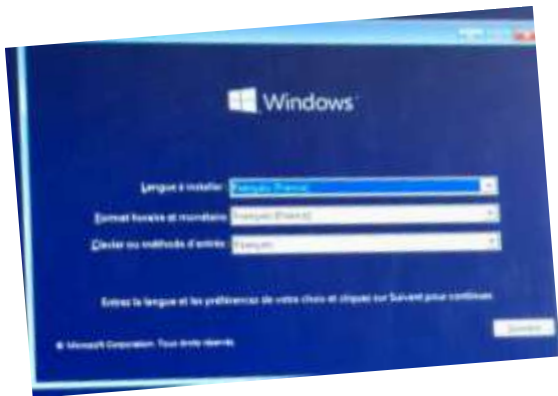 Windows
Langue à installer : Français (France)
Format horaire et monétaire : Français (France)
Clavier ou méthode d'entrée : Français
Entrez la langue et les préférences de votre choix et cliquez sur Suivant pour continuer.
© Microsoft Corporation. Tous droits réservés.
Suivant